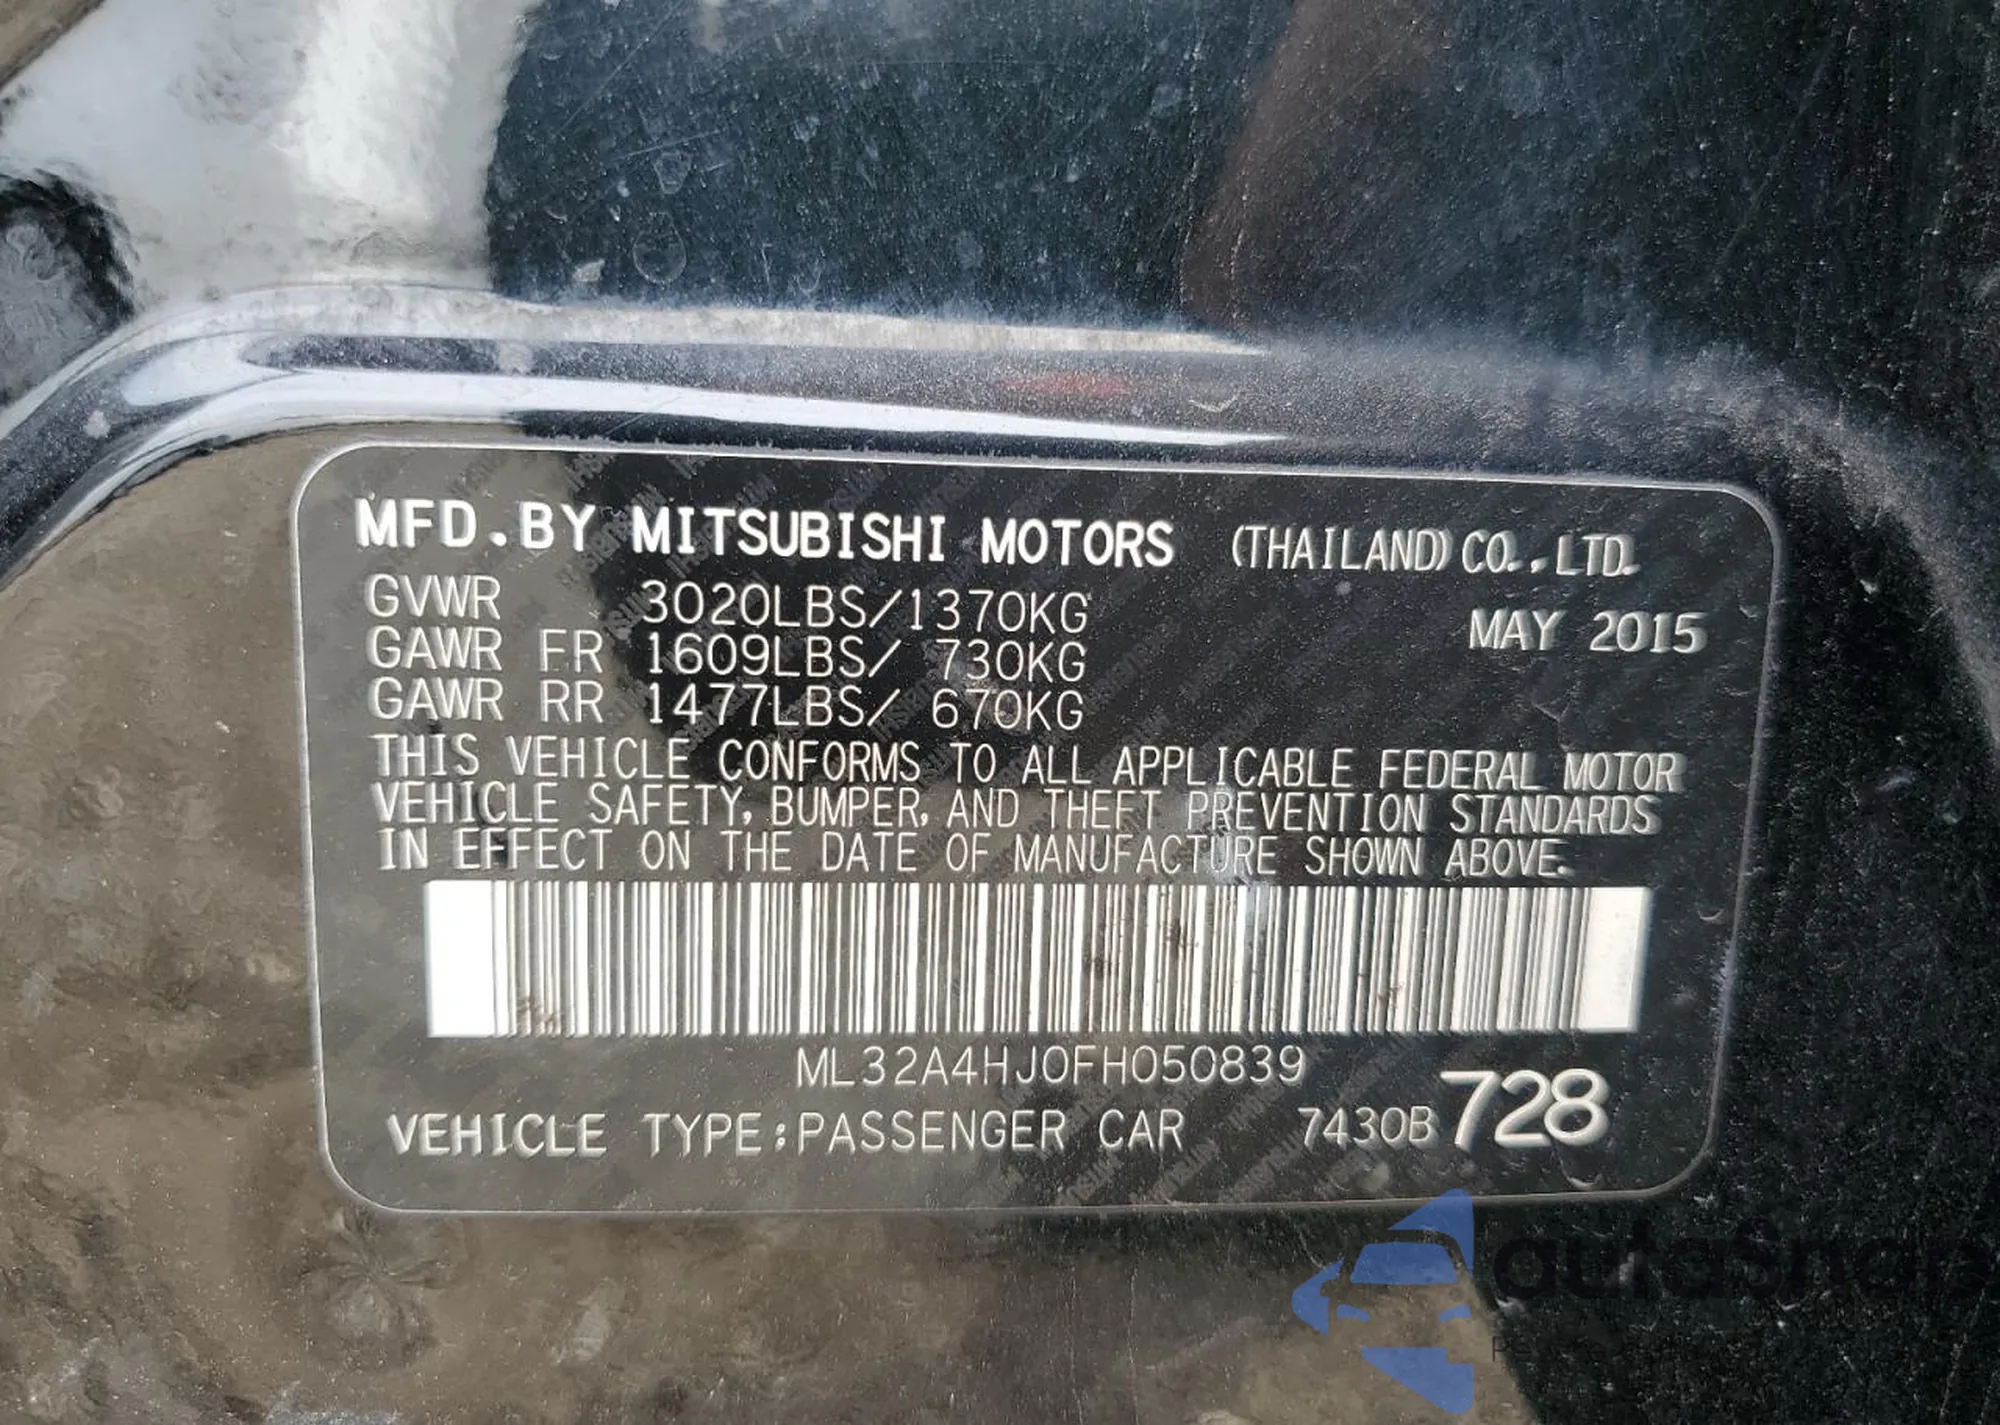 MFD.BY MITSUBISHI MOTORS (THAILAND) CO.,LTD.
GVWR 3020LBS/1370KG
MAY 2015
GAWR FR 1609LBS/ 730KG
GAWR RR 1477LBS/ 670KG
THIS VEHICLE CONFORMS TO ALL APPLICABLE FEDERAL MOTOR
VEHICLE SAFETY, BUMPER, AND THEFT PREVENTION STANDARDS
IN EFFECT ON THE DATE OF MANUFACTURE SHOWN ABOVE.
ML32A4HJ0FH050839
VEHICLE TYPE:PASSENGER CAR 7430B 728
autoSnap